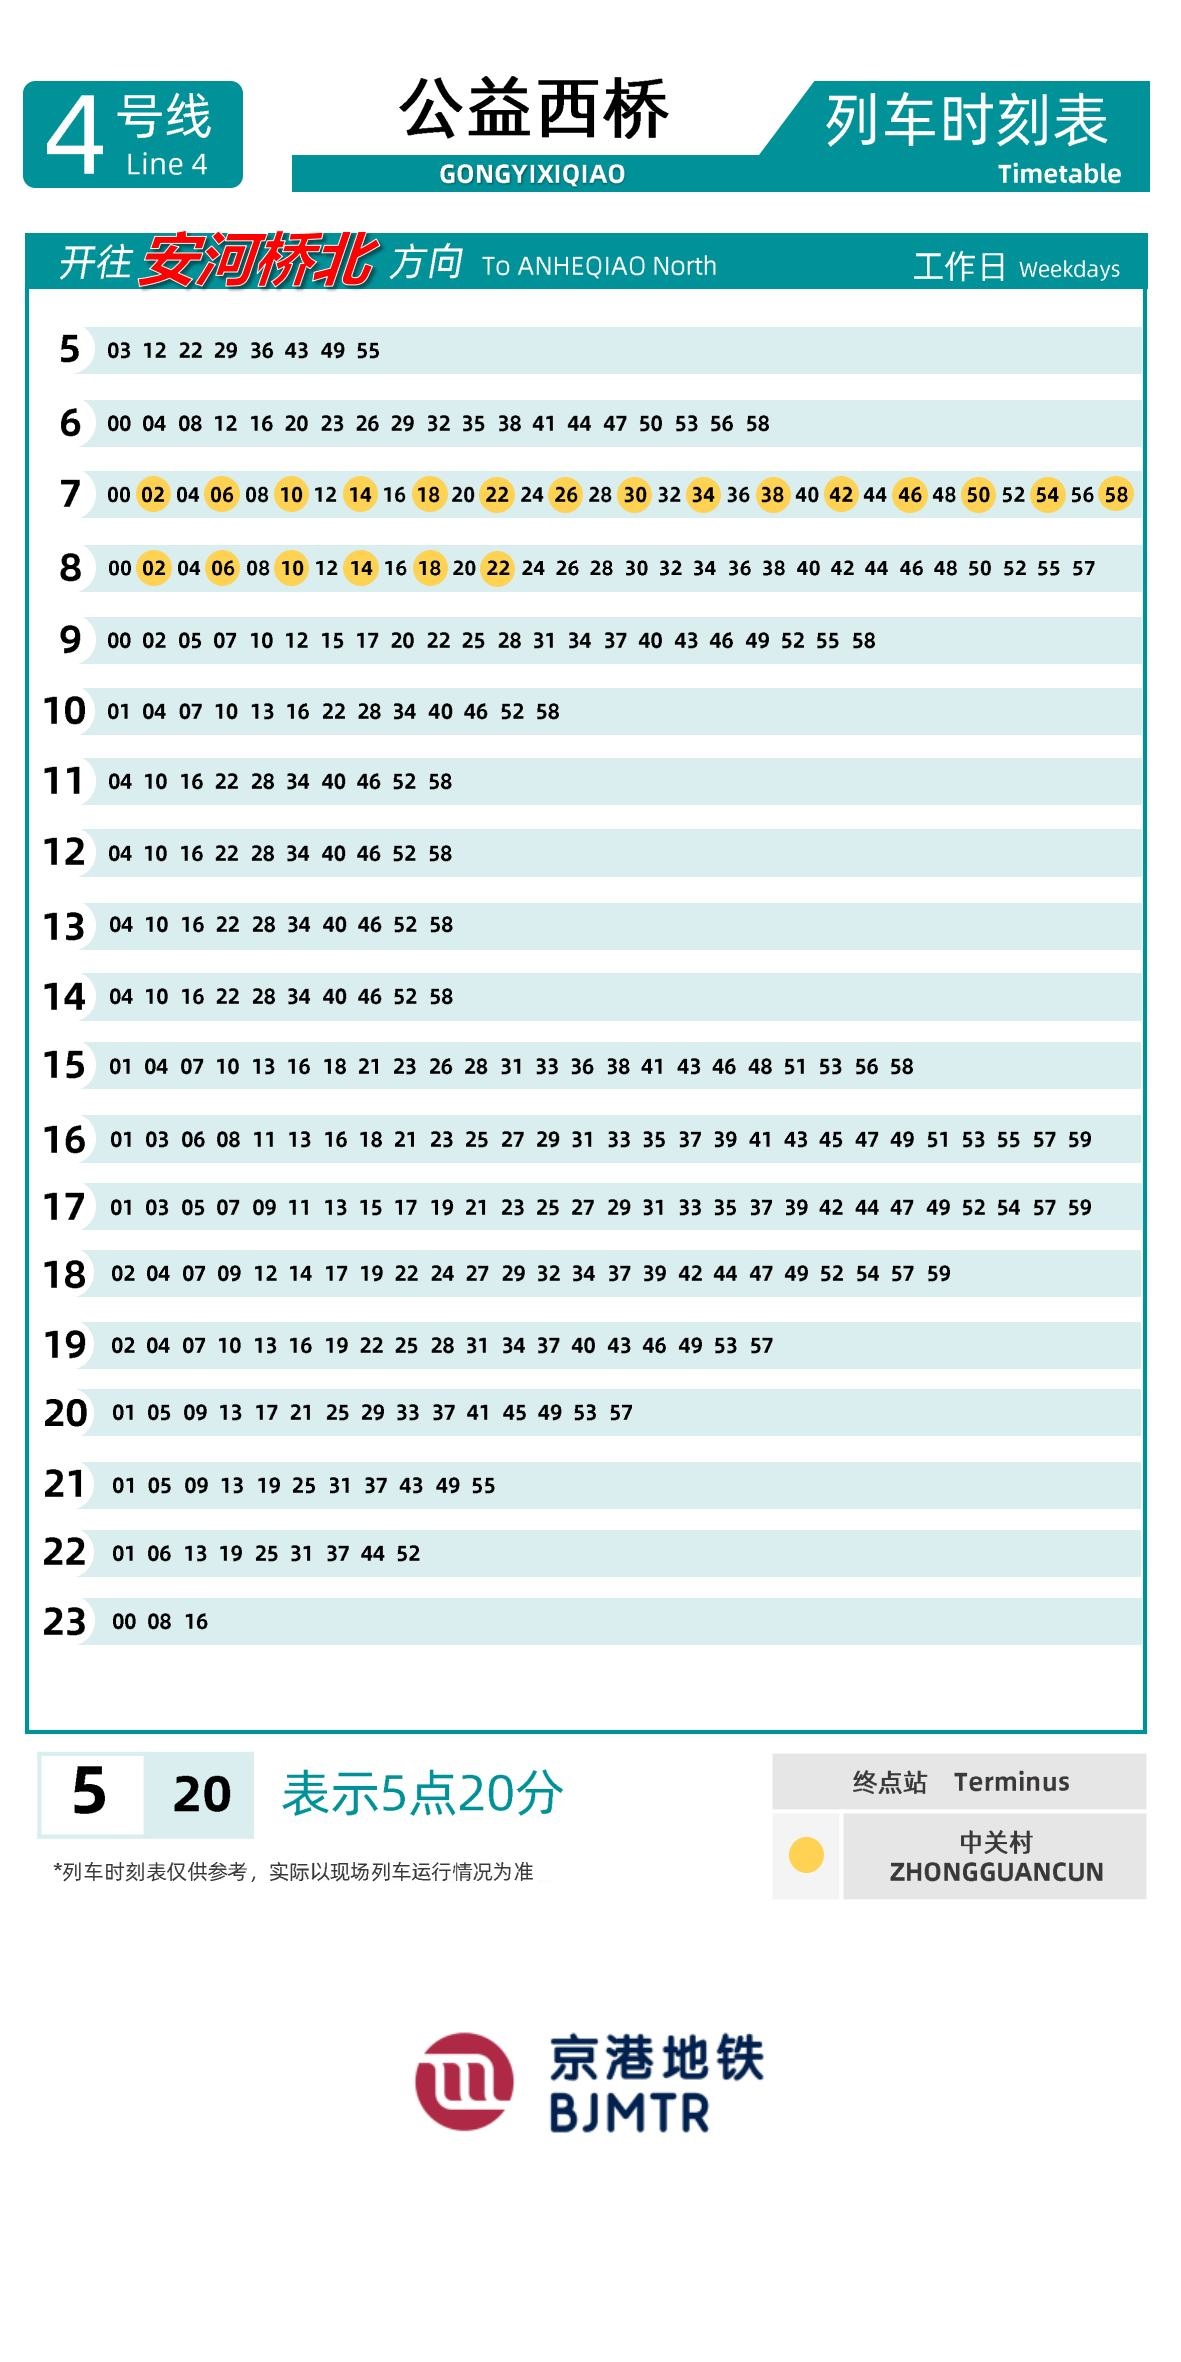 4号线
Line 4
公益西桥
GONGYIXIQIAO
列车时刻表
Timetable
开往 安河桥北 方向 To ANHEQIAO North 工作日 Weekdays
5 03 12 22 29 36 43 49 55
6 00 04 08 12 16 20 23 26 29 32 35 38 41 44 47 50 53 56 58
7 00 02 04 06 08 10 12 14 16 18 20 22 24 26 28 30 32 34 36 38 40 42 44 46 48 50 52 54 56 58
8 00 02 04 06 08 10 12 14 16 18 20 22 24 26 28 30 32 34 36 38 40 42 44 46 48 50 52 55 57
9 00 02 05 07 10 12 15 17 20 22 25 28 31 34 37 40 43 46 49 52 55 58
10 01 04 07 10 13 16 22 28 34 40 46 52 58
11 04 10 16 22 28 34 40 46 52 58
12 04 10 16 22 28 34 40 46 52 58
13 04 10 16 22 28 34 40 46 52 58
14 04 10 16 22 28 34 40 46 52 58
15 01 04 07 10 13 16 18 21 23 26 28 31 33 36 38 41 43 46 48 51 53 56 58
16 01 03 06 08 11 13 16 18 21 23 25 27 29 31 33 35 37 39 41 43 45 47 49 51 53 55 57 59
17 01 03 05 07 09 11 13 15 17 19 21 23 25 27 29 31 33 35 37 39 42 44 47 49 52 54 57 59
18 02 04 07 09 12 14 17 19 22 24 27 29 32 34 37 39 42 44 47 49 52 54 57 59
19 02 04 07 10 13 16 19 22 25 28 31 34 37 40 43 46 49 53 57
20 01 05 09 13 17 21 25 29 33 37 41 45 49 53 57
21 01 05 09 13 19 25 31 37 43 49 55
22 01 06 13 19 25 31 37 44 52
23 00 08 16
5 20 表示5点20分
*列车时刻表仅供参考，实际以现场列车运行情况为准
终点站 Terminus
中关村
ZHONGGUANCUN
京港地铁
BJMTR